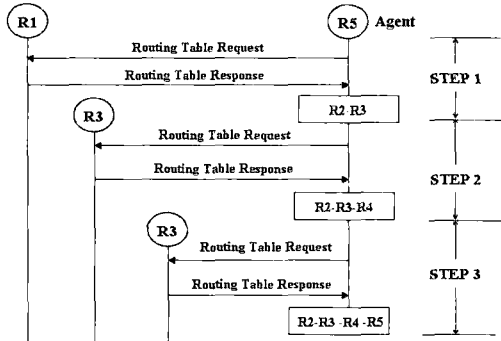 R1
R5 Agent
Routing Table Request
Routing Table Response
STEP 1
R2-R3
R3
Routing Table Request
Routing Table Response
STEP 2
R2-R3-R4
R3
Routing Table Request
Routing Table Response
STEP 3
R2-R3 -R4 -R5